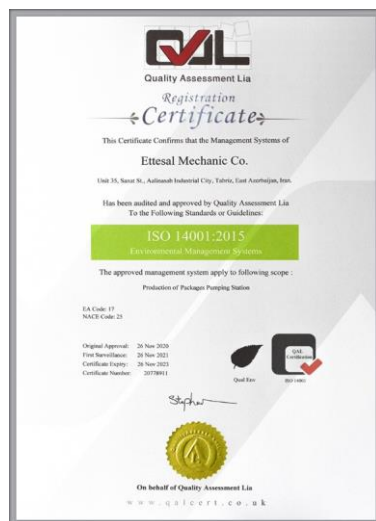 QAL
Quality Assessment Lia
Registration
Certificate
This Certificate Confirms that the Management Systems of
Ettesal Mechanic Co.
Unit 35, Sanat St., Aalinasab Industrial City, Tabriz, East Azerbaijan, Iran.
Has been audited and approved by Quality Assessment Lia
To the Following Standards or Guidelines:
ISO 14001:2015
Environmental Management Systems
The approved management system apply to following scope :
Production of Packages Pumping Station
EA Code: 17
NACE Code: 25
Original Approval: 26 Nov 2020
First Surveillance: 26 Nov 2021
Certificate Expiry: 26 Nov 2023
Certificate Number: 20778911
Qual Env
QAL
Certification
ISO 14001
On behalf of Quality Assessment Lia
www.qalcert.co.uk